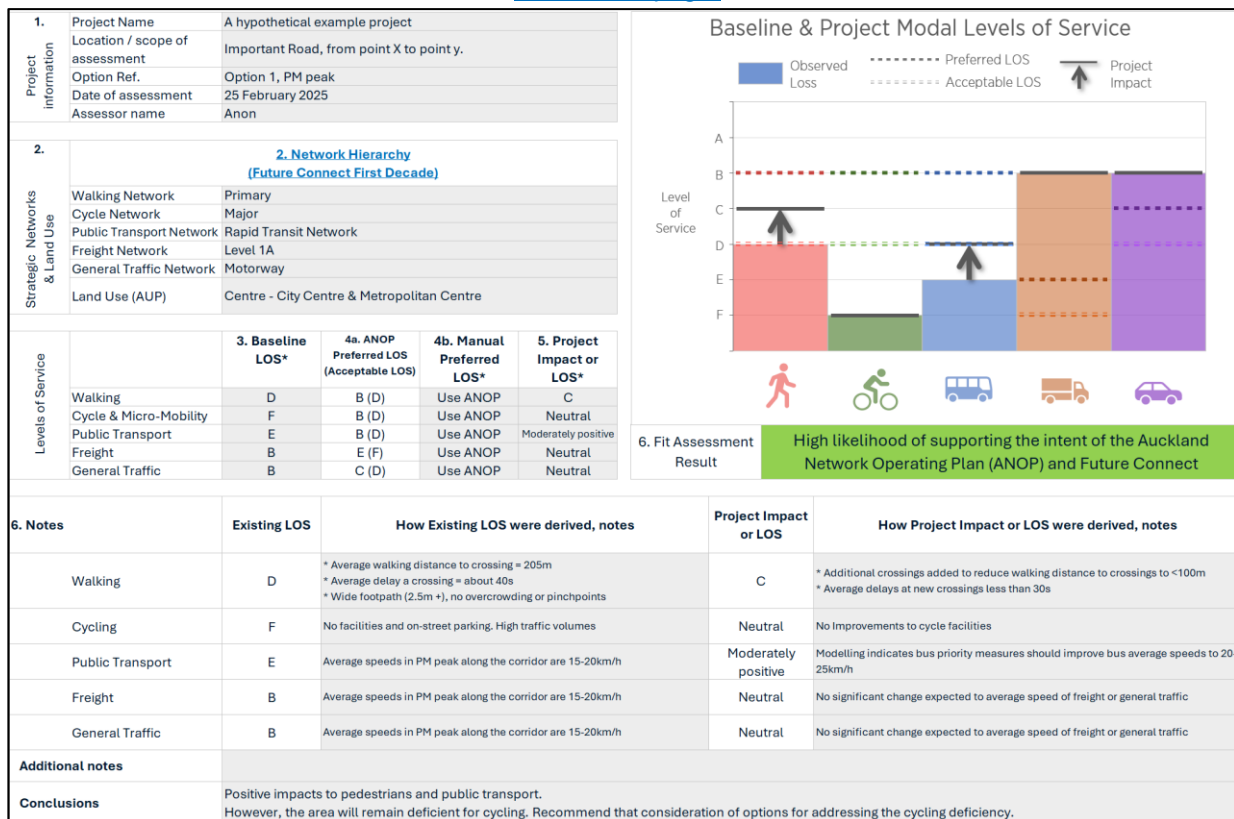 1.
Project
information
Project Name A hypothetical example project
Location / scope of
assessment
Important Road, from point X to point y.
Option Ref. Option 1, PM peak
Date of assessment 25 February 2025
Assessor name Anon
2.
Strategic Networks
& Land Use
2. Network Hierarchy
(Future Connect First Decade)
Walking Network Primary
Cycle Network Major
Public Transport Network Rapid Transit Network
Freight Network Level 1A
General Traffic Network Motorway
Land Use (AUP) Centre - City Centre & Metropolitan Centre
Levels of Service
3. Baseline
LOS*
4a. ANOP
Preferred LOS
(Acceptable LOS)
4b. Manual
Preferred
LOS*
5. Project
Impact or
LOS*
Walking D B (D) Use ANOP C
Cycle & Micro-Mobility F B (D) Use ANOP Neutral
Public Transport E B (D) Use ANOP Moderately positive
Freight B E (F) Use ANOP Neutral
General Traffic B C (D) Use ANOP Neutral
Baseline & Project Modal Levels of Service
Observed
Loss
Preferred LOS
Acceptable LOS
Project
Impact
Level
of
Service
A
B
C
D
E
F
6. Fit Assessment
Result
High likelihood of supporting the intent of the Auckland
Network Operating Plan (ANOP) and Future Connect
6. Notes Existing LOS How Existing LOS were derived, notes Project Impact
or LOS
How Project Impact or LOS were derived, notes
Walking D
* Average walking distance to crossing = 205m
* Average delay a crossing = about 40s
* Wide footpath (2.5m +), no overcrowding or pinchpoints
C
* Additional crossings added to reduce walking distance to crossings to <100m
* Average delays at new crossings less than 30s
Cycling F No facilities and on-street parking. High traffic volumes Neutral No Improvements to cycle facilities
Public Transport E Average speeds in PM peak along the corridor are 15-20km/h Moderately
positive
Modelling indicates bus priority measures should improve bus average speeds to 20-
25km/h
Freight B Average speeds in PM peak along the corridor are 15-20km/h Neutral No significant change expected to average speed of freight or general traffic
General Traffic B Average speeds in PM peak along the corridor are 15-20km/h Neutral No significant change expected to average speed of freight or general traffic
Additional notes
Conclusions
Positive impacts to pedestrians and public transport.
However, the area will remain deficient for cycling. Recommend that consideration of options for addressing the cycling deficiency.